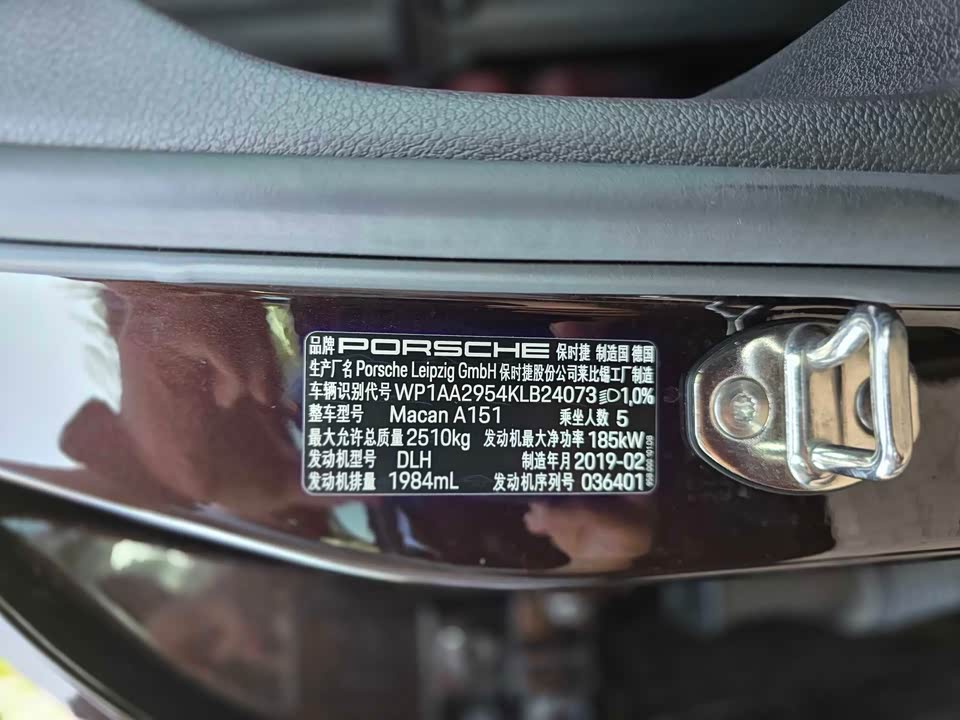 品牌 PORSCHE 保时捷 制造国 德国
生产厂名 Porsche Leipzig GmbH 保时捷股份公司莱比锡工厂制造
车辆识别代号 WP1AA2954KLB24073 1,0%
整车型号 Macan A151 乘坐人数 5
最大允许总质量 2510kg 发动机最大净功率 185kW
发动机型号 DLH 制造年月 2019-02
发动机排量 1984mL 发动机序列号 036401